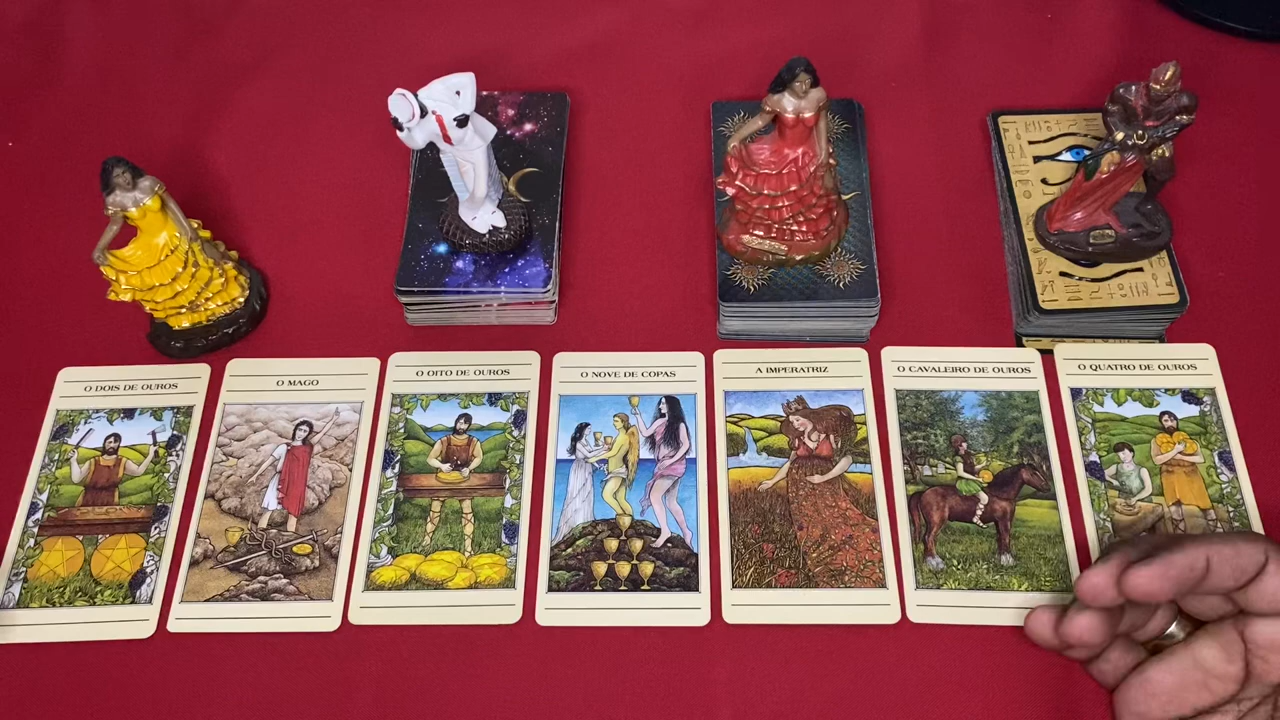 O DOIS DE OUROS
O MAGO
O OITO DE OUROS
O NOVE DE COPAS
A IMPERATRIZ
O CAVALEIRO DE OUROS
O QUATRO DE OUROS